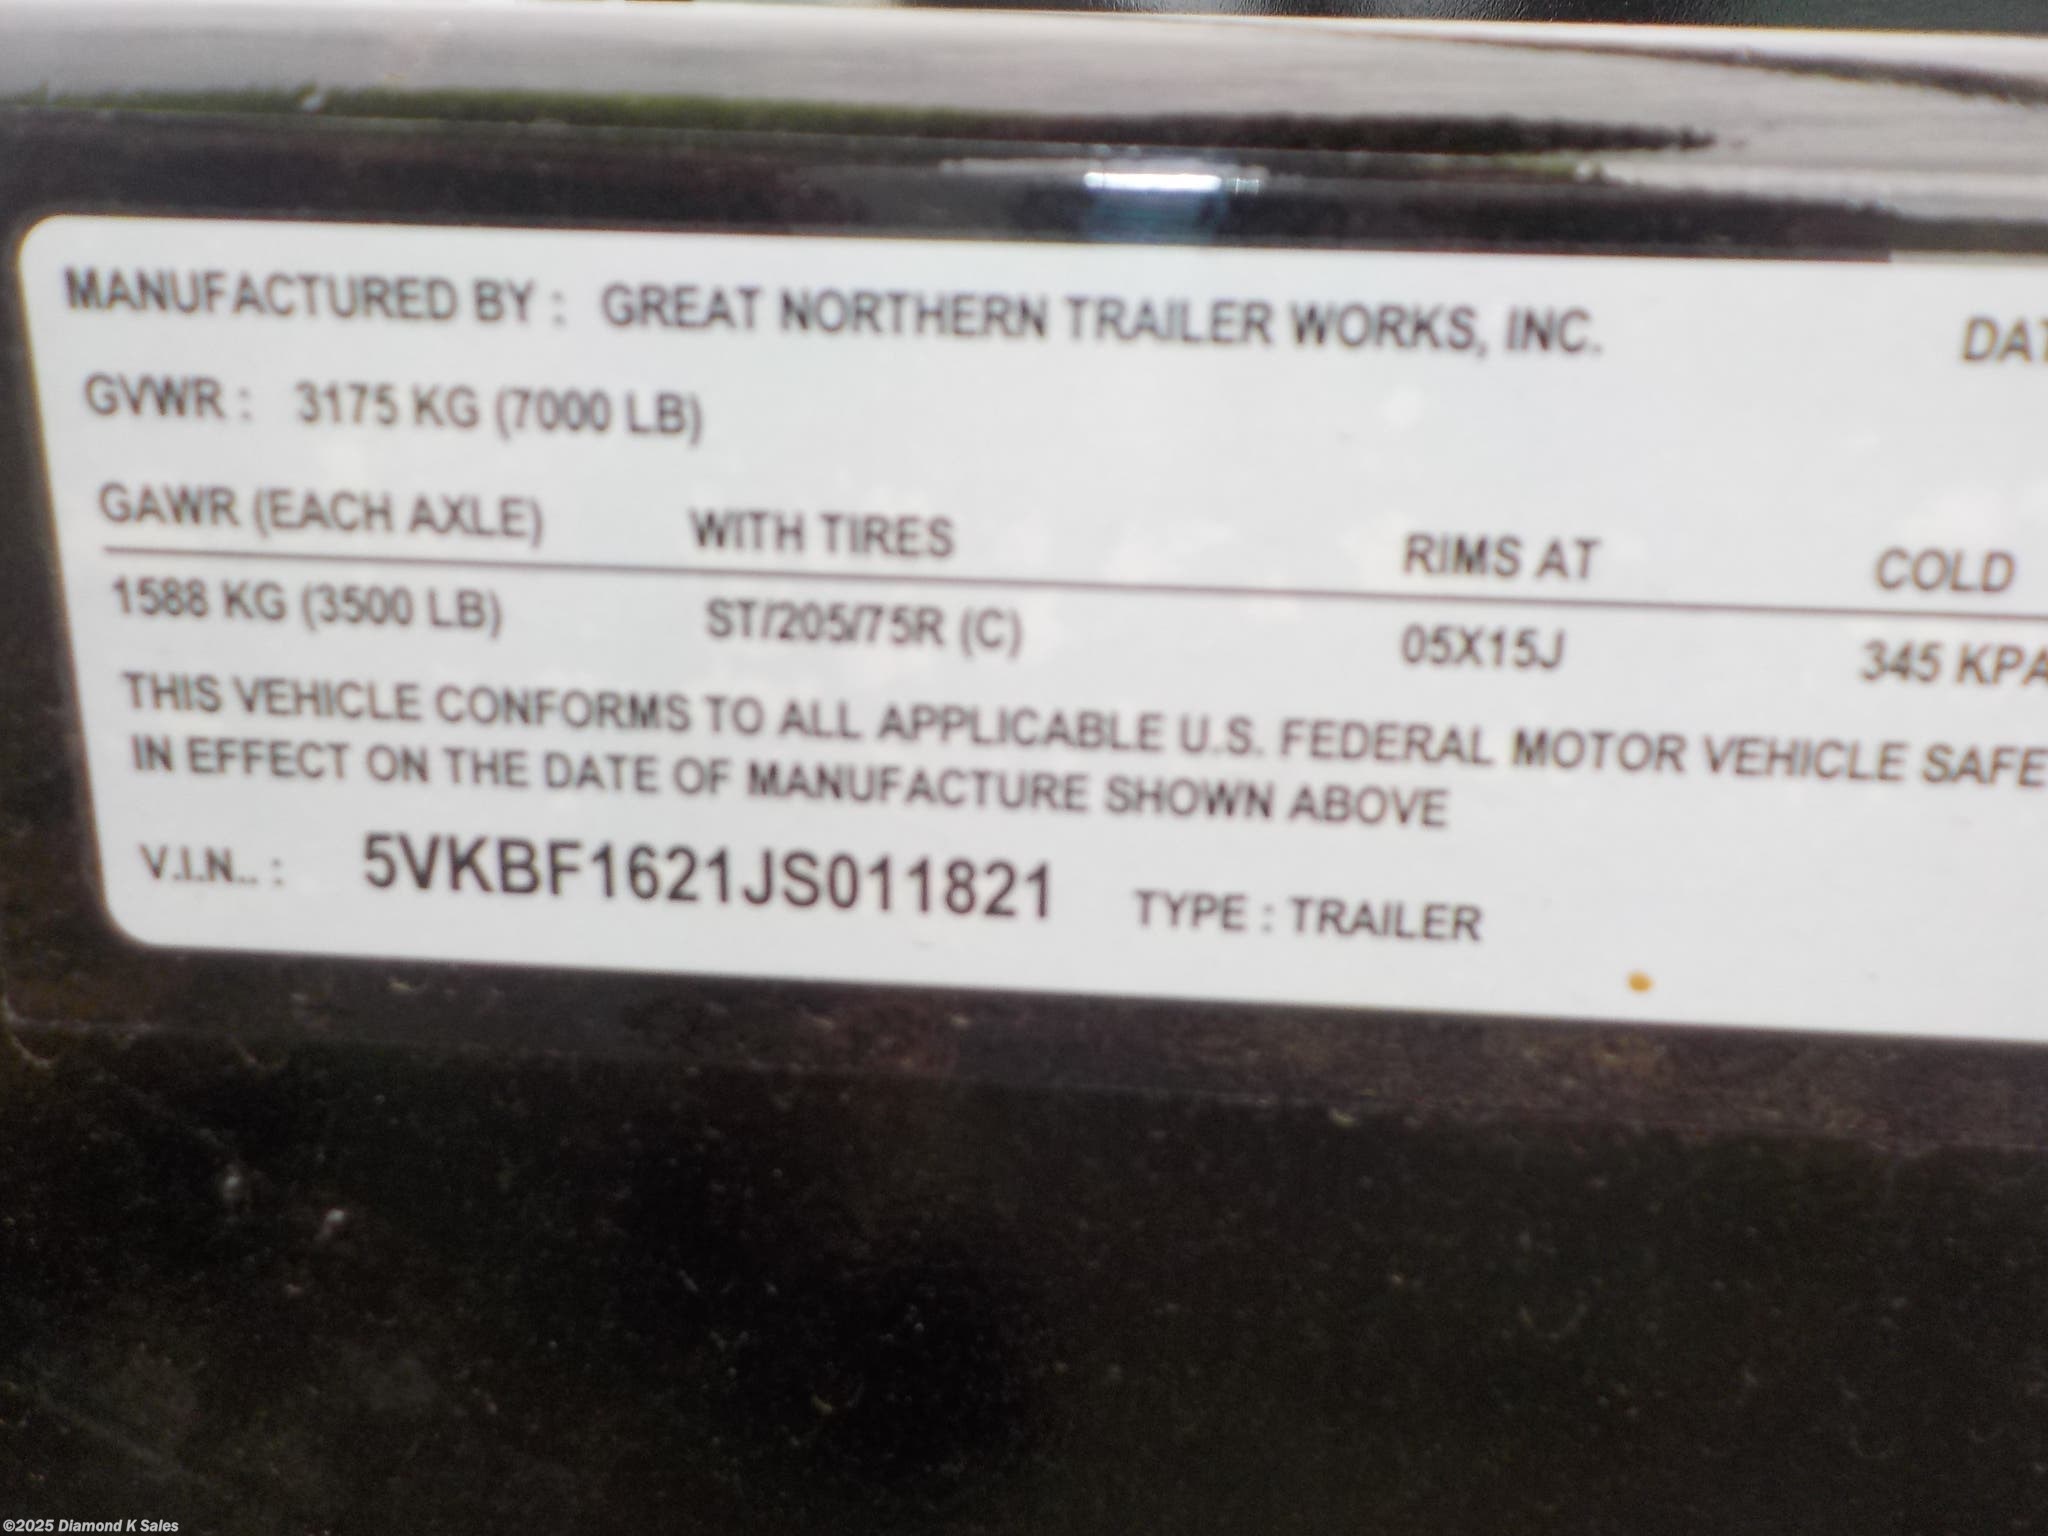 MANUFACTURED BY : GREAT NORTHERN TRAILER WORKS, INC. DAT
GVWR : 3175 KG (7000 LB)
GAWR (EACH AXLE) WITH TIRES RIMS AT COLD
1588 KG (3500 LB) ST/205/75R (C) 05X15J 345 KPA
THIS VEHICLE CONFORMS TO ALL APPLICABLE U.S. FEDERAL MOTOR VEHICLE SAFE
IN EFFECT ON THE DATE OF MANUFACTURE SHOWN ABOVE
V.I.N.. : 5VKBF1621JS011821 TYPE : TRAILER
©2025 Diamond K Sales